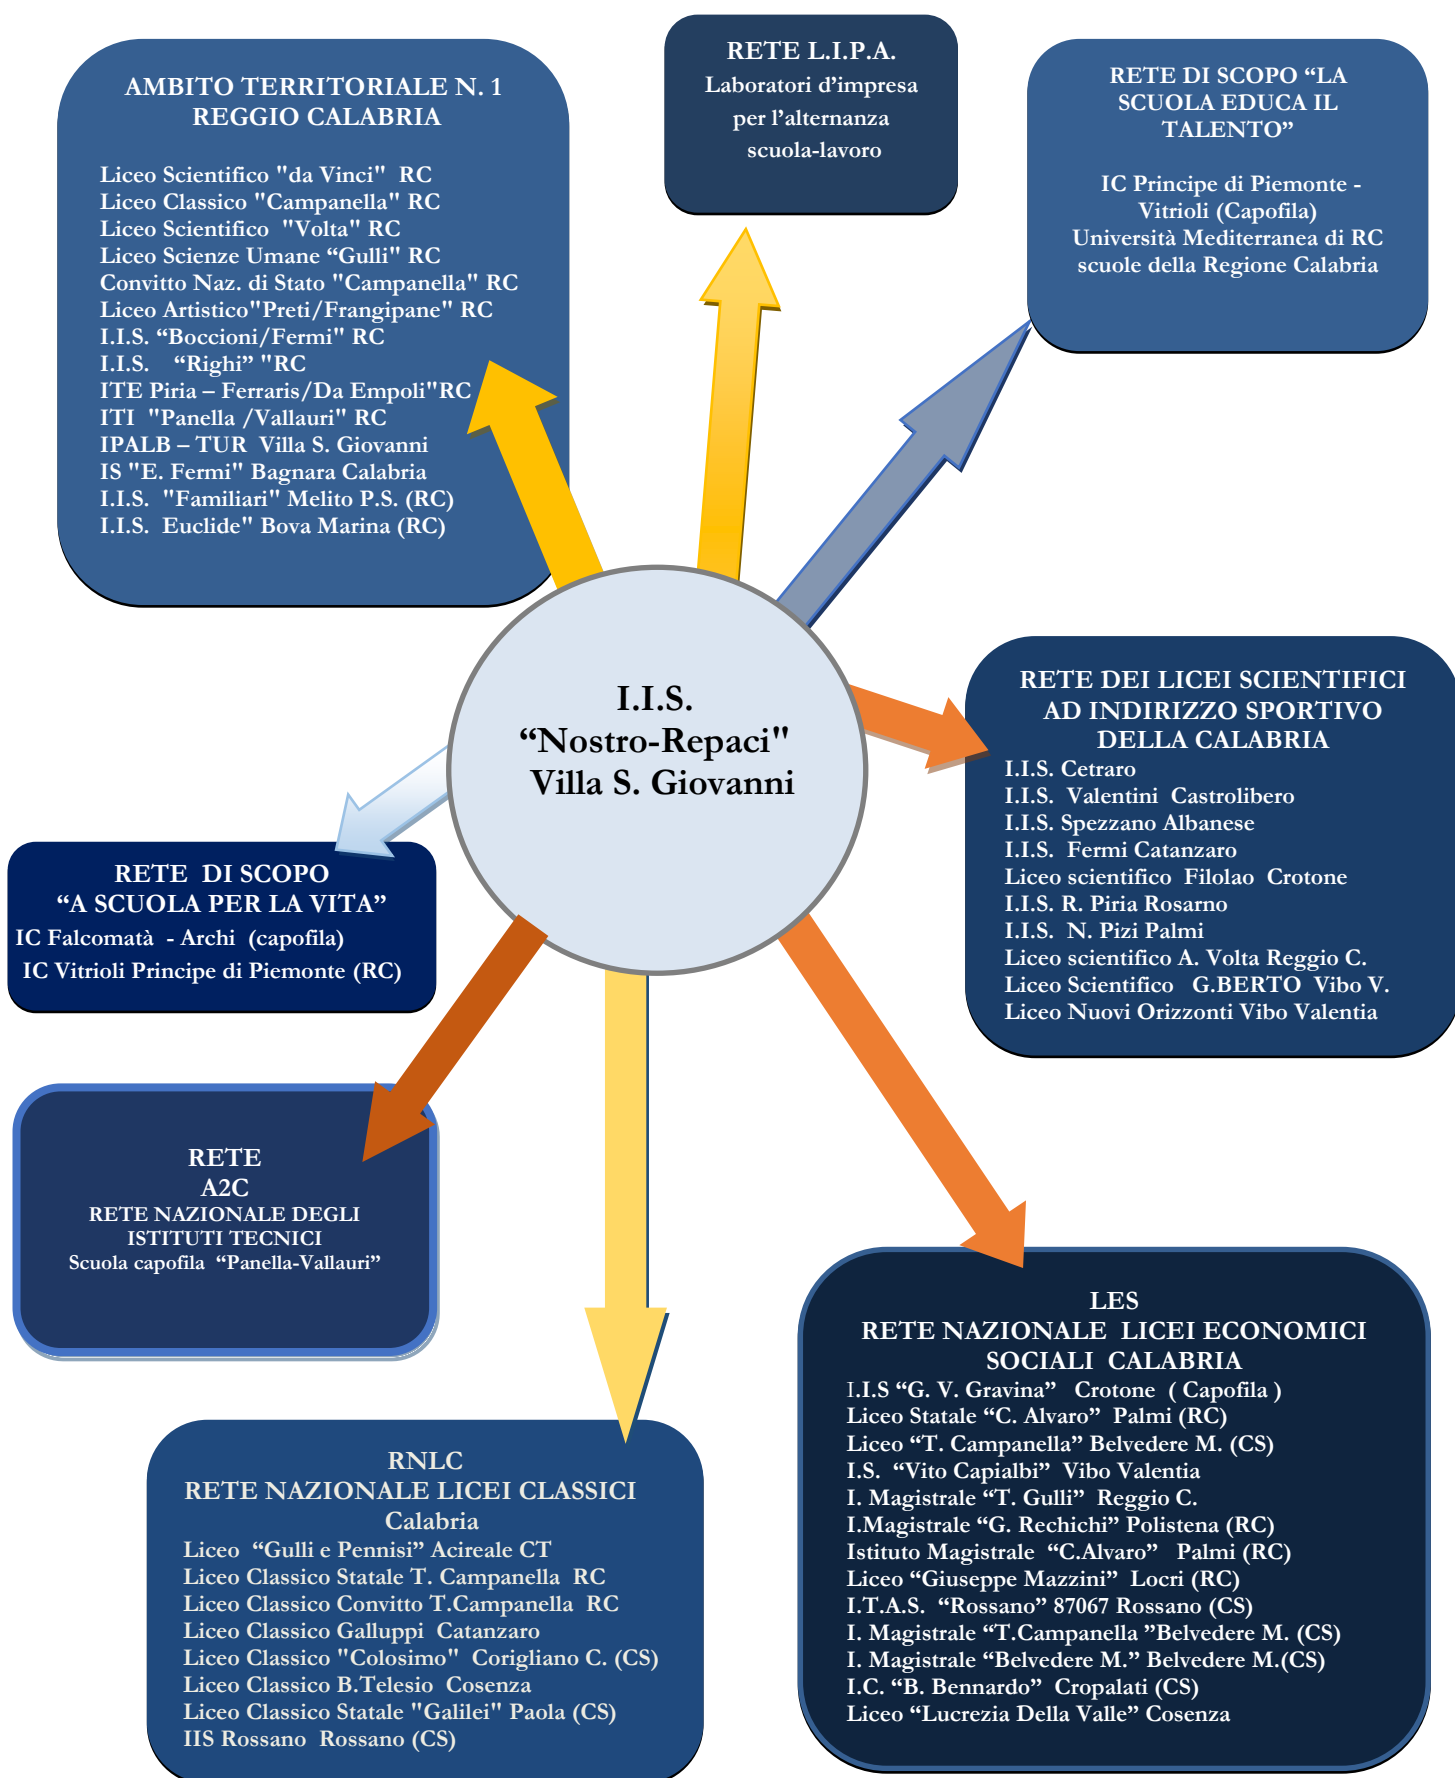 AMBITO TERRITORIALE N. 1
REGGIO CALABRIA
Liceo Scientifico "da Vinci" RC
Liceo Classico "Campanella" RC
Liceo Scientifico "Volta" RC
Liceo Scienze Umane “Gulli" RC
Convitto Naz. di Stato "Campanella" RC
Liceo Artistico"Preti/Frangipane" RC
I.I.S. “Boccioni/Fermi" RC
I.I.S. “Righi” "RC
ITE Piria – Ferraris/Da Empoli"RC
ITI "Panella /Vallauri" RC
IPALB – TUR Villa S. Giovanni
IS "E. Fermi" Bagnara Calabria
I.I.S. "Familiari" Melito P.S. (RC)
I.I.S. Euclide" Bova Marina (RC)
RETE L.I.P.A.
Laboratori d’impresa
per l’alternanza
scuola-lavoro
RETE DI SCOPO “LA
SCUOLA EDUCA IL
TALENTO”
IC Principe di Piemonte -
Vitrioli (Capofila)
Università Mediterranea di RC
scuole della Regione Calabria
I.I.S.
“Nostro-Repaci"
Villa S. Giovanni
RETE DEI LICEI SCIENTIFICI
AD INDIRIZZO SPORTIVO
DELLA CALABRIA
I.I.S. Cetraro
I.I.S. Valentini Castrolibero
I.I.S. Spezzano Albanese
I.I.S. Fermi Catanzaro
Liceo scientifico Filolao Crotone
I.I.S. R. Piria Rosarno
I.I.S. N. Pizi Palmi
Liceo scientifico A. Volta Reggio C.
Liceo Scientifico G.BERTO Vibo V.
Liceo Nuovi Orizzonti Vibo Valentia
RETE DI SCOPO
“A SCUOLA PER LA VITA”
IC Falcomatà - Archi (capofila)
IC Vitrioli Principe di Piemonte (RC)
RETE
A2C
RETE NAZIONALE DEGLI
ISTITUTI TECNICI
Scuola capofila “Panella-Vallauri”
RNLC
RETE NAZIONALE LICEI CLASSICI
Calabria
Liceo “Gulli e Pennisi” Acireale CT
Liceo Classico Statale T. Campanella RC
Liceo Classico Convitto T.Campanella RC
Liceo Classico Galluppi Catanzaro
Liceo Classico "Colosimo" Corigliano C. (CS)
Liceo Classico B.Telesio Cosenza
Liceo Classico Statale "Galilei" Paola (CS)
IIS Rossano Rossano (CS)
LES
RETE NAZIONALE LICEI ECONOMICI
SOCIALI CALABRIA
I.I.S “G. V. Gravina” Crotone ( Capofila )
Liceo Statale “C. Alvaro” Palmi (RC)
Liceo “T. Campanella” Belvedere M. (CS)
I.S. “Vito Capialbi” Vibo Valentia
I. Magistrale “T. Gulli” Reggio C.
I.Magistrale “G. Rechichi” Polistena (RC)
Istituto Magistrale “C.Alvaro” Palmi (RC)
Liceo “Giuseppe Mazzini” Locri (RC)
I.T.A.S. “Rossano” 87067 Rossano (CS)
I. Magistrale “T.Campanella ”Belvedere M. (CS)
I. Magistrale “Belvedere M.” Belvedere M.(CS)
I.C. “B. Bennardo” Cropalati (CS)
Liceo “Lucrezia Della Valle” Cosenza